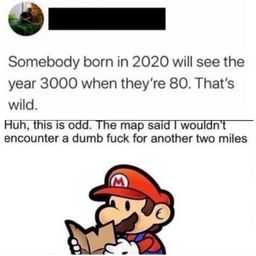 Somebody born in 2020 will see the
year 3000 when they're 80. That's
wild.
Huh, this is odd. The map said I wouldn't
encounter a dumb fuck for another two miles
M